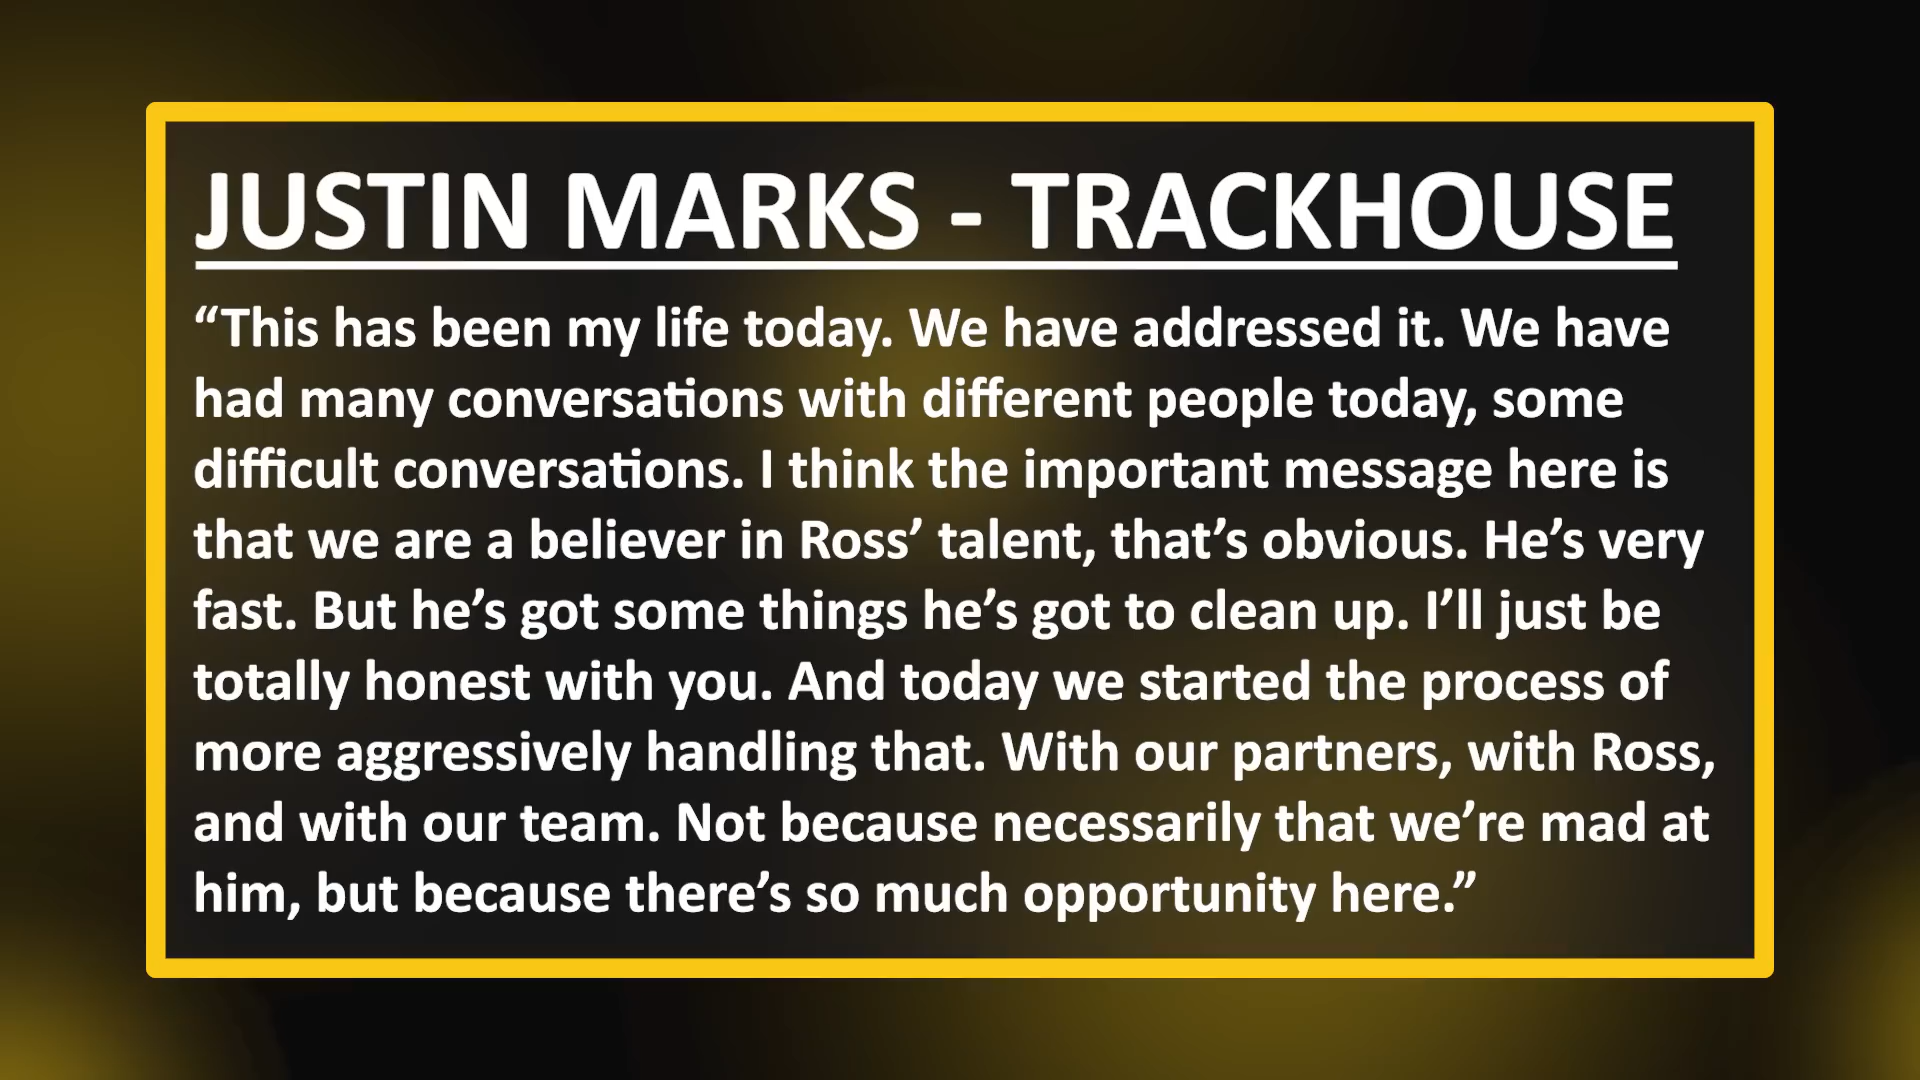 JUSTIN MARKS - TRACKHOUSE
“This has been my life today. We have addressed it. We have
had many conversations with different people today, some
difficult conversations. I think the important message here is
that we are a believer in Ross’ talent, that’s obvious. He’s very
fast. But he’s got some things he’s got to clean up. I’ll just be
totally honest with you. And today we started the process of
more aggressively handling that. With our partners, with Ross,
and with our team. Not because necessarily that we’re mad at
him, but because there’s so much opportunity here.”